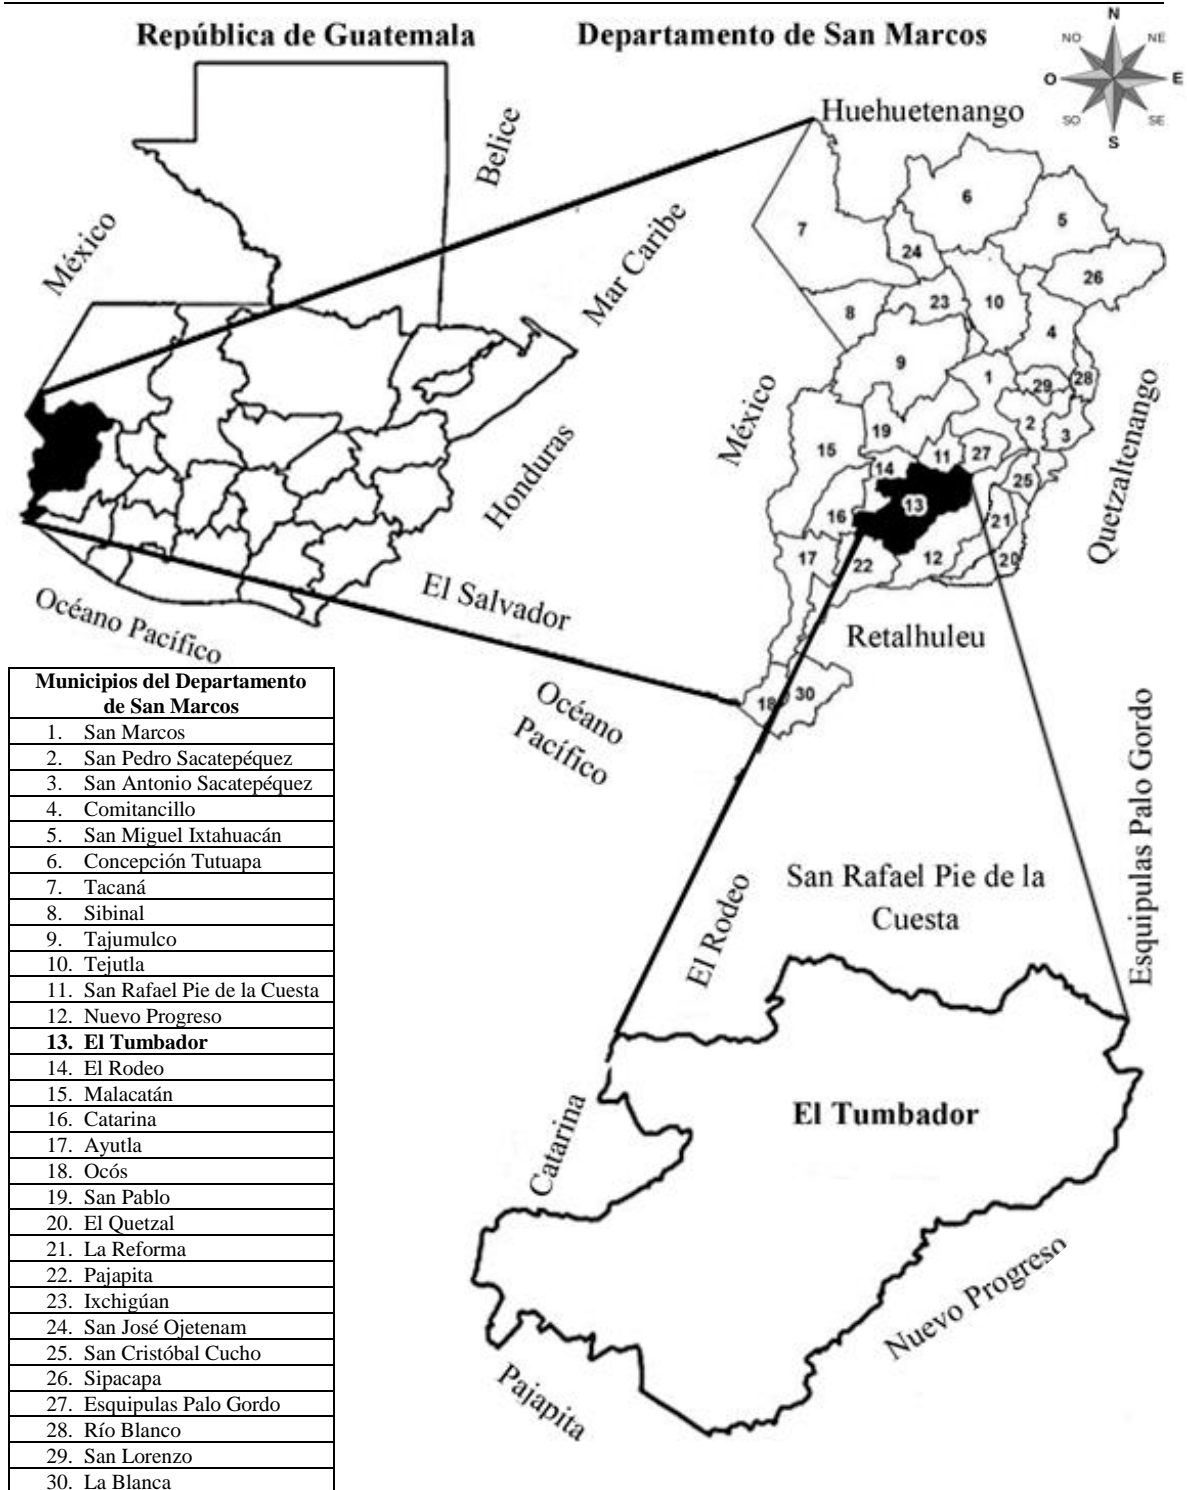 República de Guatemala
Departamento de San Marcos
N
NO
NE
O
E
SO
SE
S
Belice
México
Mar Caribe
Honduras
El Salvador
Océano Pacífico
Océano
Pacífico
Huehuetenango
6
5
7
24
26
8
23
10
4
9
1
29
28
México
2
3
19
15
11
27
14
25
13
16
21
17
22
12
20
Quetzaltenango
Retalhuleu
18
30
Municipios del Departamento
de San Marcos
1. San Marcos
2. San Pedro Sacatepéquez
3. San Antonio Sacatepéquez
4. Comitancillo
5. San Miguel Ixtahuacán
6. Concepción Tutuapa
7. Tacaná
8. Sibinal
9. Tajumulco
10. Tejutla
11. San Rafael Pie de la Cuesta
12. Nuevo Progreso
13. El Tumbador
14. El Rodeo
15. Malacatán
16. Catarina
17. Ayutla
18. Ocós
19. San Pablo
20. El Quetzal
21. La Reforma
22. Pajapita
23. Ixchigúan
24. San José Ojetenam
25. San Cristóbal Cucho
26. Sipacapa
27. Esquipulas Palo Gordo
28. Río Blanco
29. San Lorenzo
30. La Blanca
El Rodeo
San Rafael Pie de la
Cuesta
Esquipulas Palo Gordo
El Tumbador
Catarina
Nuevo Progreso
Pajapita